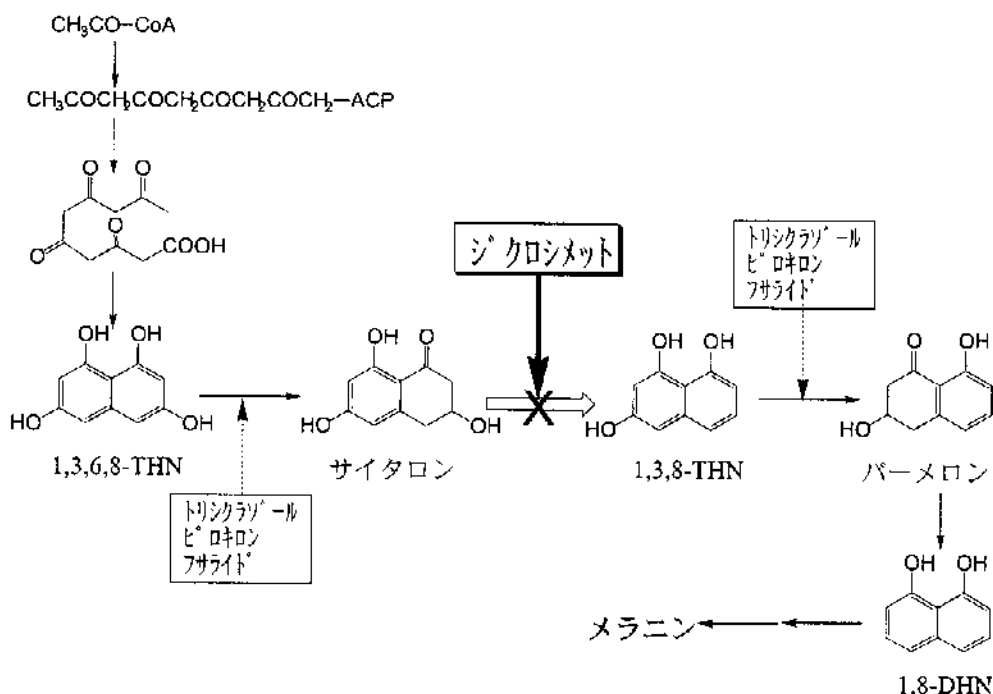 CH₃CO-CoA
CH₃COCH₂COCH₂COCH₂COCH₂-ACP
O O
O O COOH
ジクロシメット
トリシクラゾール
ピロキロン
フサライド
OH OH
HO OH
1,3,6,8-THN
OH O
HO OH
サイタロン
X
OH OH
HO
1,3,8-THN
O OH
HO
バーメロン
トリシクラゾール
ピロキロン
フサライド
OH OH
メラニン
1,8-DHN